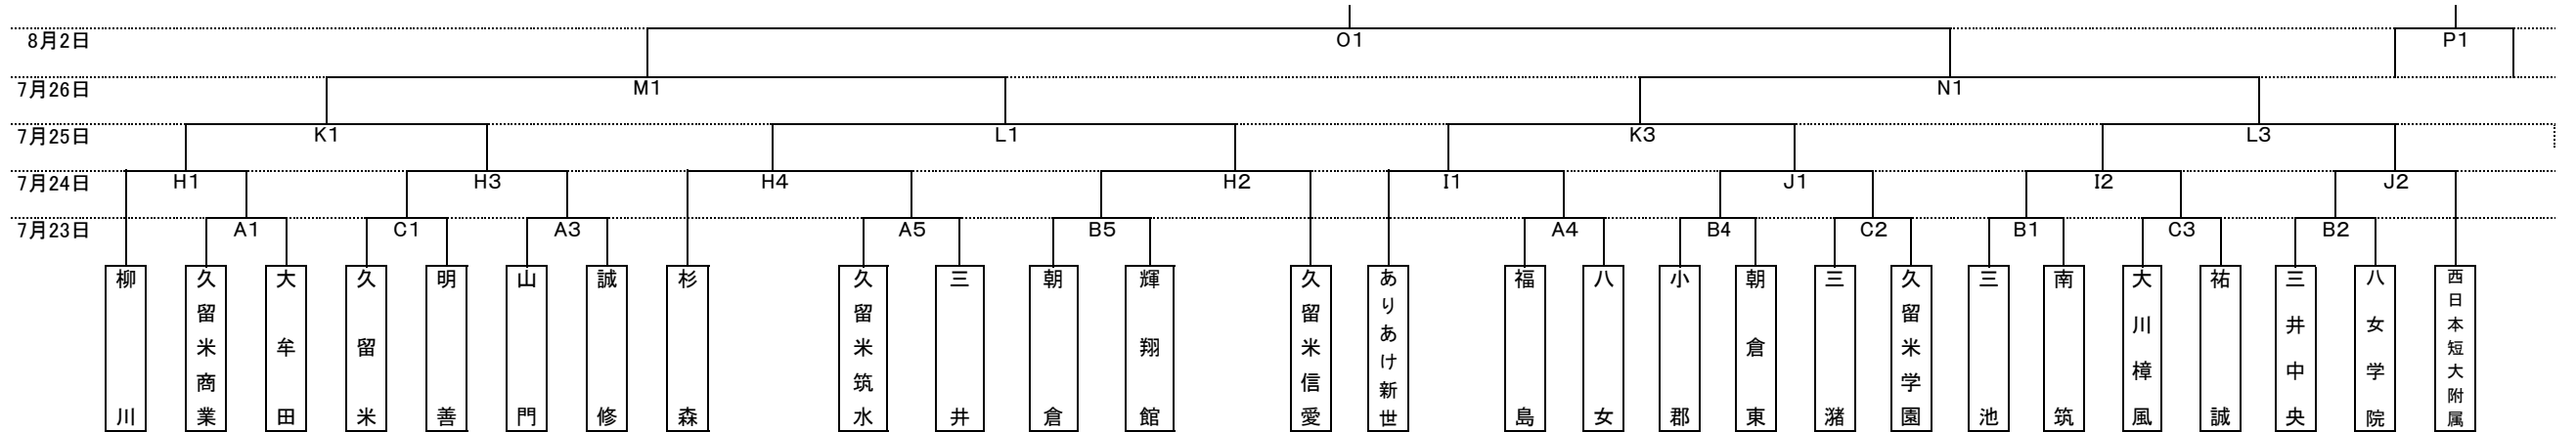 8月2日 O1 P1
7月26日 M1 N1
7月25日 K1 L1 K3 L3
7月24日 H1 H3 H4 H2 I1 J1 I2 J2
7月23日 A1 C1 A3 A5 B5 A4 B4 C2 B1 C3 B2
柳川
久留米商業
大牟田
久留米
明善
山門
誠修
杉森
久留米筑水
三井
朝倉
輝翔館
久留米信愛
ありあけ新世
福島
八女
小郡
朝倉東
三潴
久留米学園
三池
南筑
大川樟風
祐誠
三井中央
八女学院
西日本短大附属